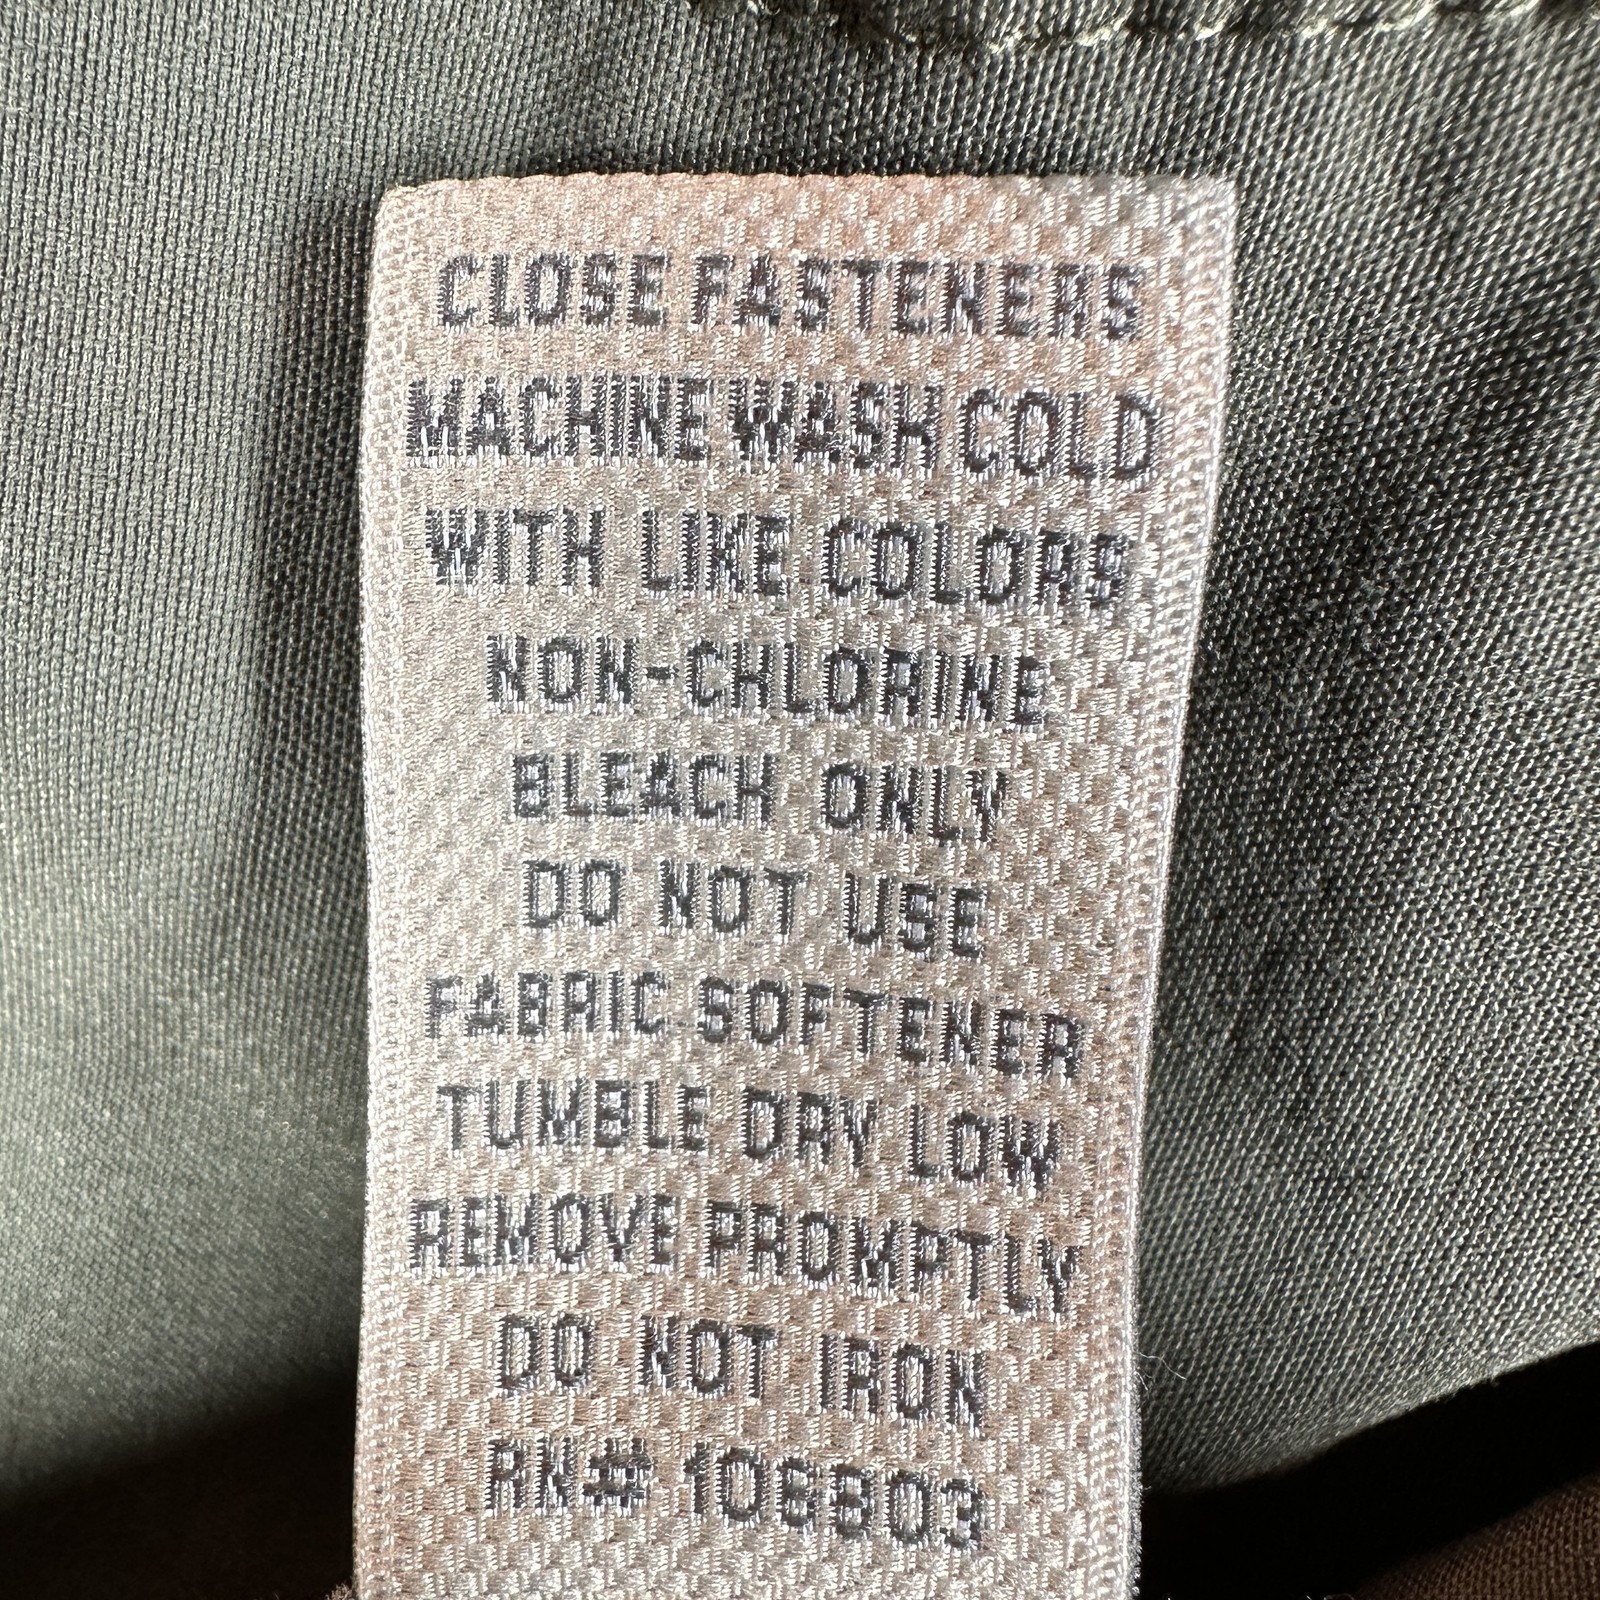 CLOSE FASTENERS
MACHINE WASH COLD
WITH LIKE COLORS
NON-CHLORINE
BLEACH ONLY
DO NOT USE
FABRIC SOFTENER
TUMBLE DRY LOW
REMOVE PROMPTLY
DO NOT IRON
RN#